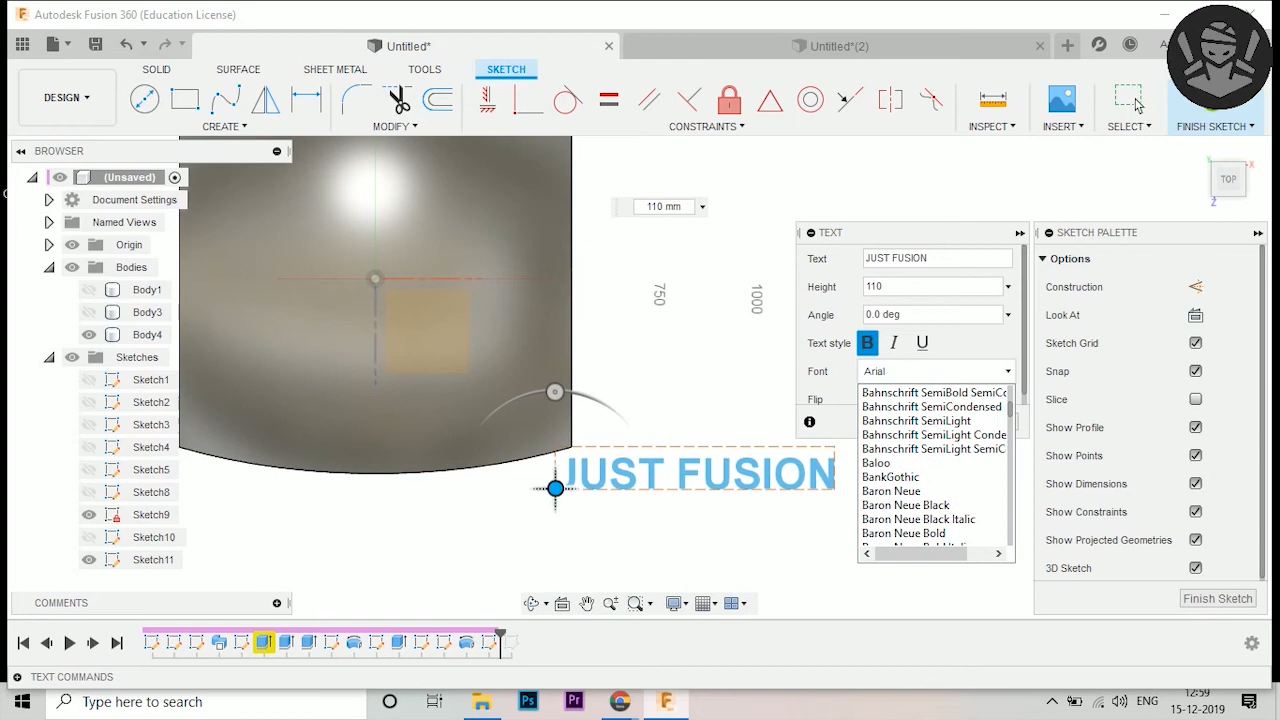 Autodesk Fusion 360 (Education License)
Untitled*
Untitled*(2)
SOLID
SURFACE
SHEET METAL
TOOLS
SKETCH
DESIGN
CREATE
MODIFY
CONSTRAINTS
INSPECT
INSERT
SELECT
FINISH SKETCH
BROWSER
(Unsaved)
Document Settings
Named Views
Origin
Bodies
Body1
Body3
Body4
Sketches
Sketch1
Sketch2
Sketch3
Sketch4
Sketch5
Sketch8
Sketch9
Sketch10
Sketch11
110 mm
750
1000
JUST FUSION
TOP
X
Y
Z
TEXT
Text JUST FUSION
Height 110
Angle 0.0 deg
Text style B I U
Font Arial
Flip
Bahnschrift SemiBold SemiCo
Bahnschrift SemiCondensed
Bahnschrift SemiLight
Bahnschrift SemiLight Conde
Bahnschrift SemiLight SemiC
Baloo
BankGothic
Baron Neue
Baron Neue Black
Baron Neue Black Italic
Baron Neue Bold
SKETCH PALETTE
Options
Construction
Look At
Sketch Grid
Snap
Slice
Show Profile
Show Points
Show Dimensions
Show Constraints
Show Projected Geometries
3D Sketch
Finish Sketch
COMMENTS
TEXT COMMANDS
Type here to search
Ps
Pr
F
ENG
12:59
15-12-2019